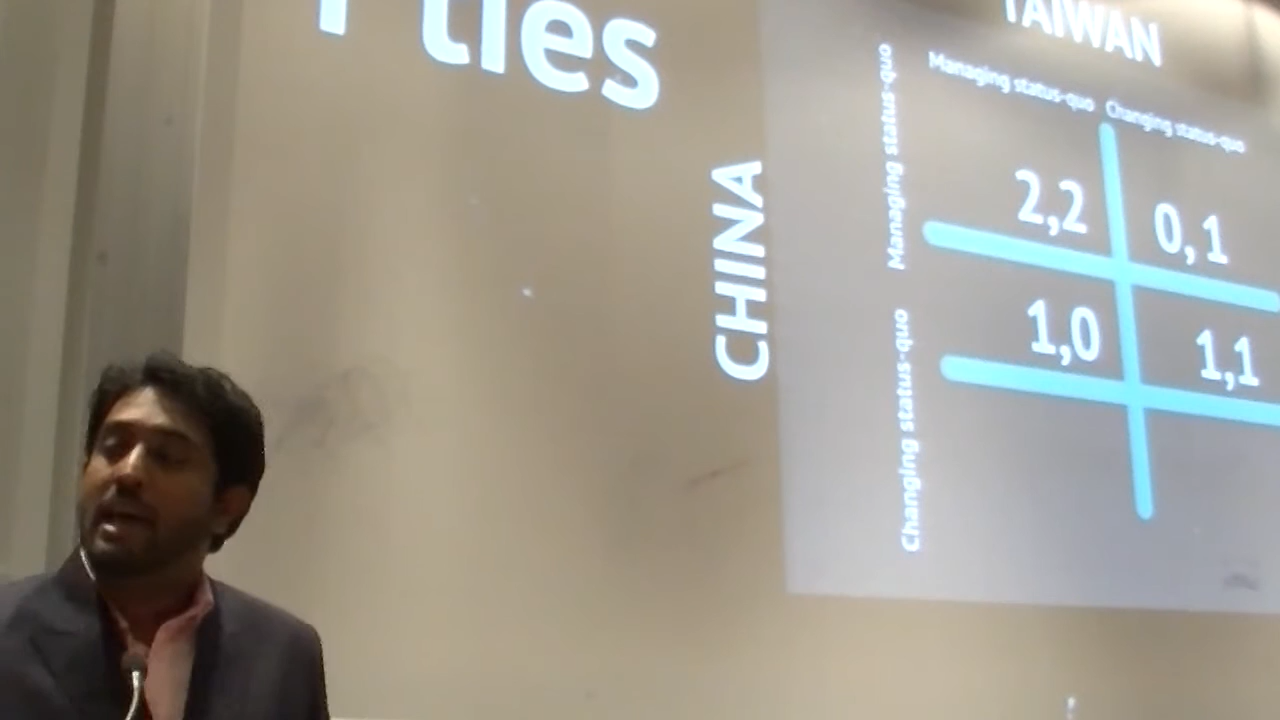 ties
TAIWAN
Managing status-quo
Changing status-quo
CHINA
Managing status-quo
Changing status-quo
2,2
0,1
1,0
1,1